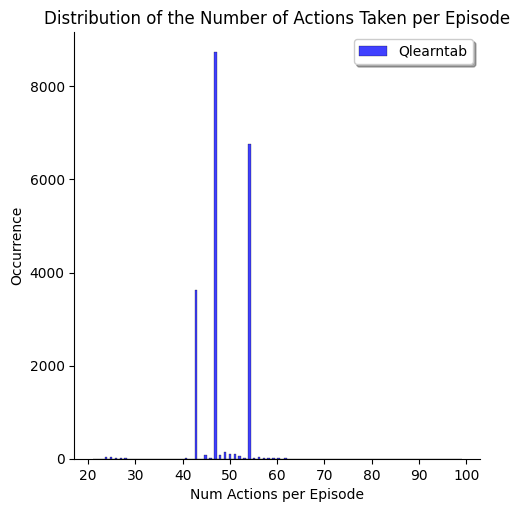 Distribution of the Number of Actions Taken per Episode
Qlearntab
Occurrence
8000
6000
4000
2000
0
20 30 40 50 60 70 80 90 100
Num Actions per Episode